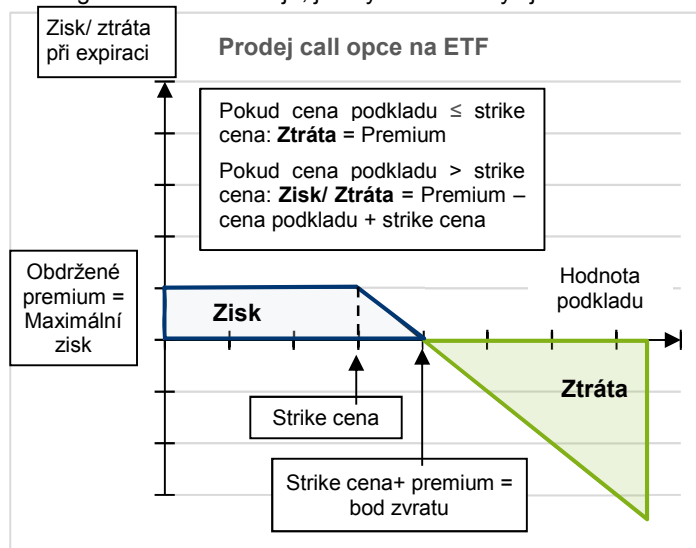 Zisk/ ztráta
při expiraci
Prodej call opce na ETF
Pokud cena podkladu ≤ strike
cena: Ztráta = Premium
Pokud cena podkladu > strike
cena: Zisk/ Ztráta = Premium –
cena podkladu + strike cena
Obdržené
premium =
Maximální
zisk
Zisk
Hodnota
podkladu
Ztráta
Strike cena
Strike cena+ premium =
bod zvratu